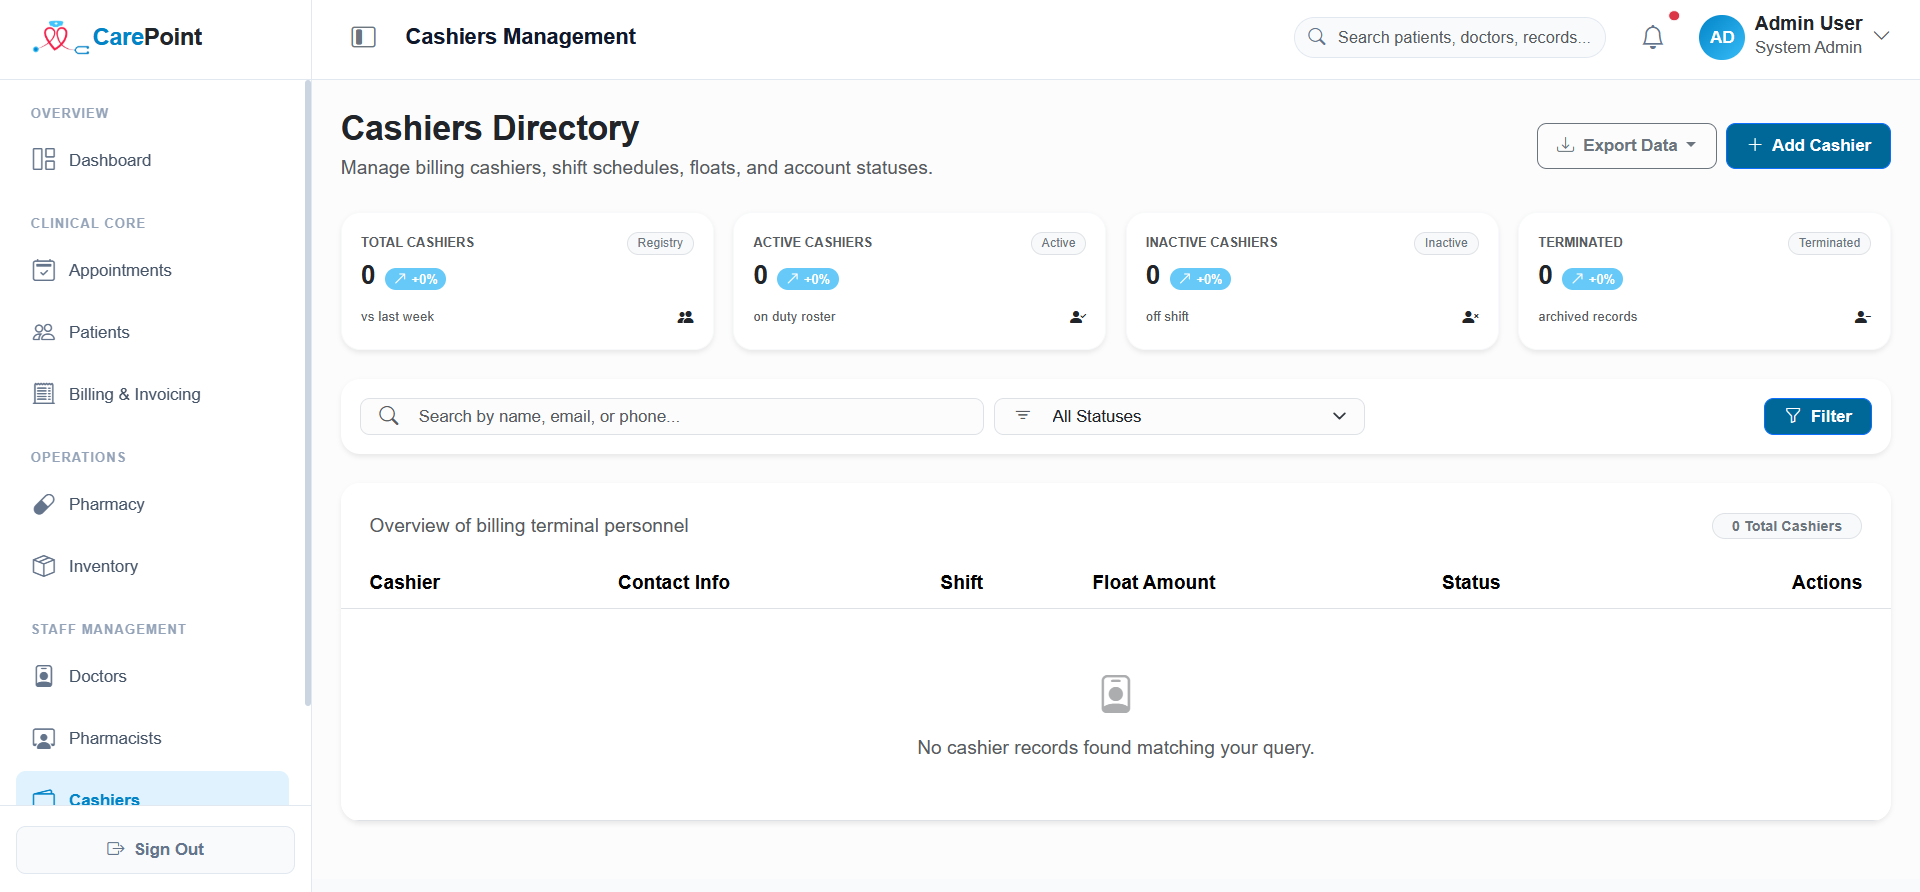 CarePoint
Cashiers Management
Search patients, doctors, records...
AD
Admin User
System Admin
OVERVIEW
Dashboard
CLINICAL CORE
Appointments
Patients
Billing & Invoicing
OPERATIONS
Pharmacy
Inventory
STAFF MANAGEMENT
Doctors
Pharmacists
Cashiers
Sign Out
Cashiers Directory
Manage billing cashiers, shift schedules, floats, and account statuses.
Export Data
Add Cashier
TOTAL CASHIERS
Registry
0
+0%
vs last week
ACTIVE CASHIERS
Active
0
+0%
on duty roster
INACTIVE CASHIERS
Inactive
0
+0%
off shift
TERMINATED
Terminated
0
+0%
archived records
Search by name, email, or phone...
All Statuses
Filter
Overview of billing terminal personnel
0 Total Cashiers
Cashier Contact Info Shift Float Amount Status Actions
No cashier records found matching your query.